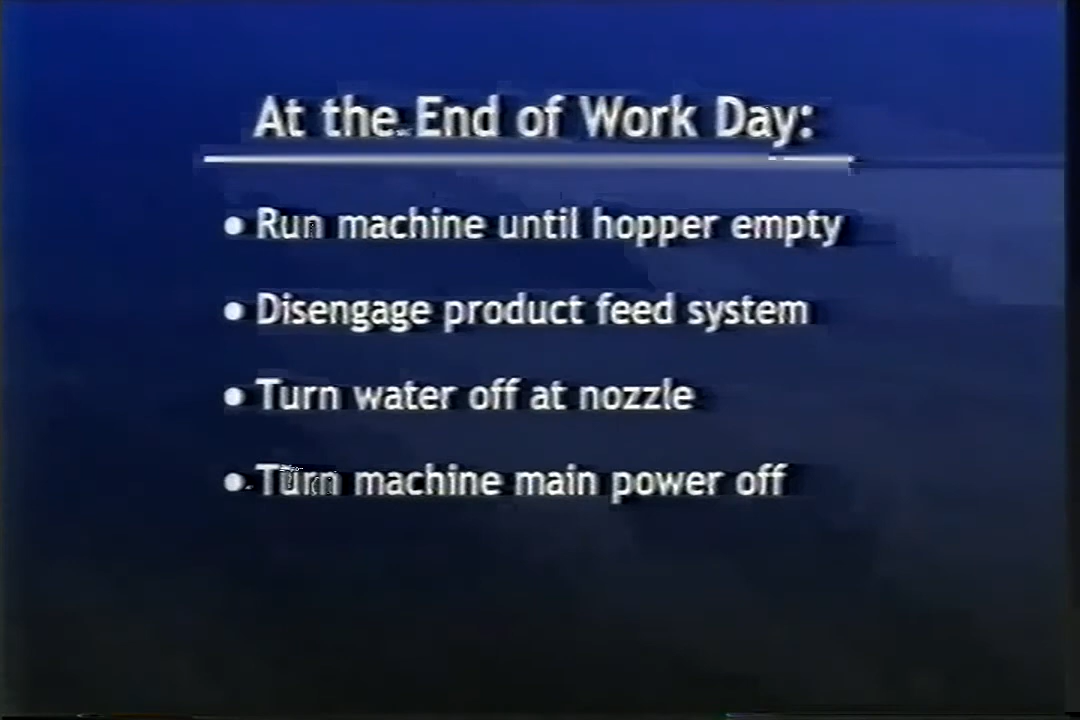 At the End of Work Day:
• Run machine until hopper empty
• Disengage product feed system
• Turn water off at nozzle
• Turn machine main power off